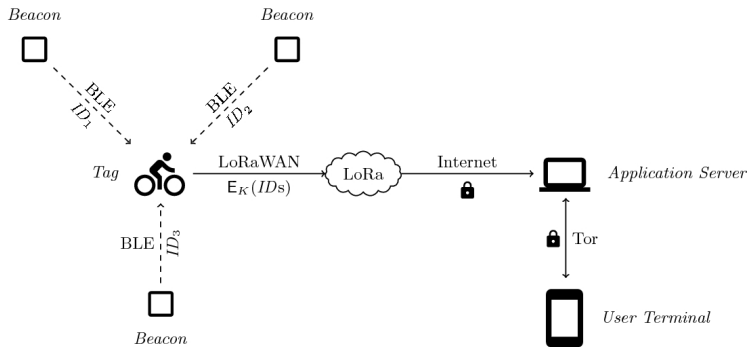 Beacon
Beacon
BLE
ID₁
BLE
ID₂
Tag
LoRaWAN
E_K(IDs)
LoRa
Internet
Application Server
BLE
ID₃
Tor
Beacon
User Terminal